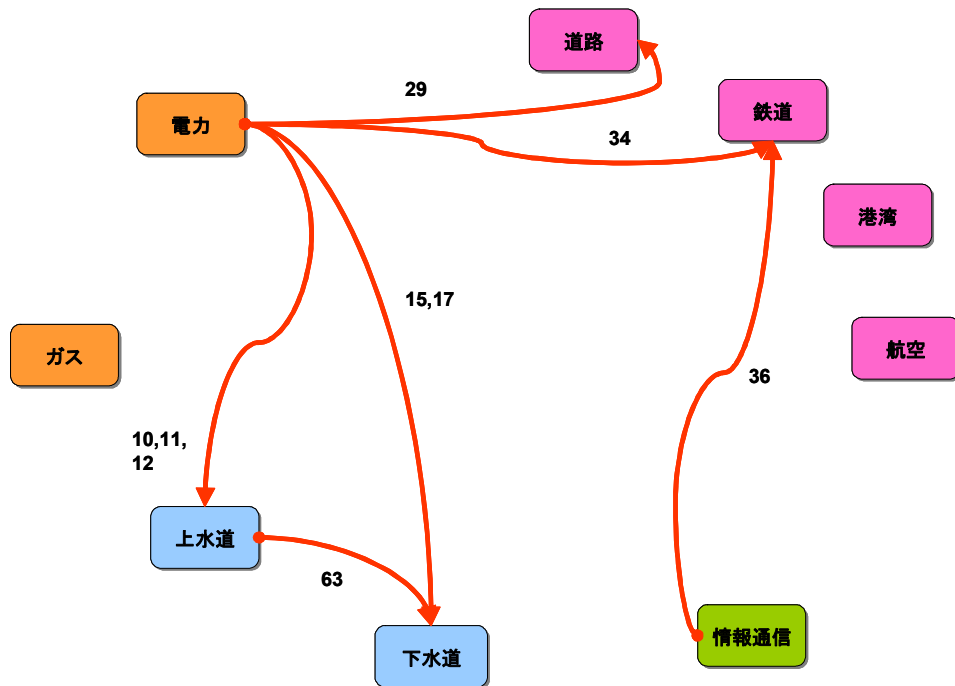 道路
29
鉄道
電力
34
港湾
15,17
ガス
航空
36
10,11,
12
上水道
63
情報通信
下水道